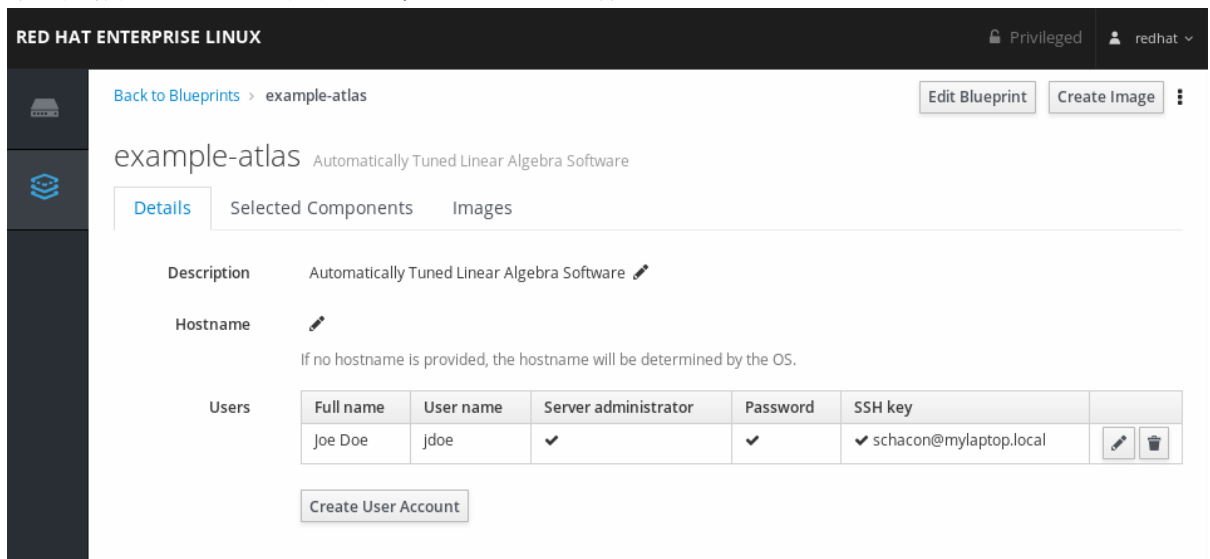 RED HAT ENTERPRISE LINUX Privileged redhat
Back to Blueprints › example-atlas Edit Blueprint Create Image
example-atlas Automatically Tuned Linear Algebra Software
Details Selected Components Images
Description Automatically Tuned Linear Algebra Software
Hostname
If no hostname is provided, the hostname will be determined by the OS.
Users Full name User name Server administrator Password SSH key
Joe Doe jdoe ✔ ✔ ✔ schacon@mylaptop.local
Create User Account